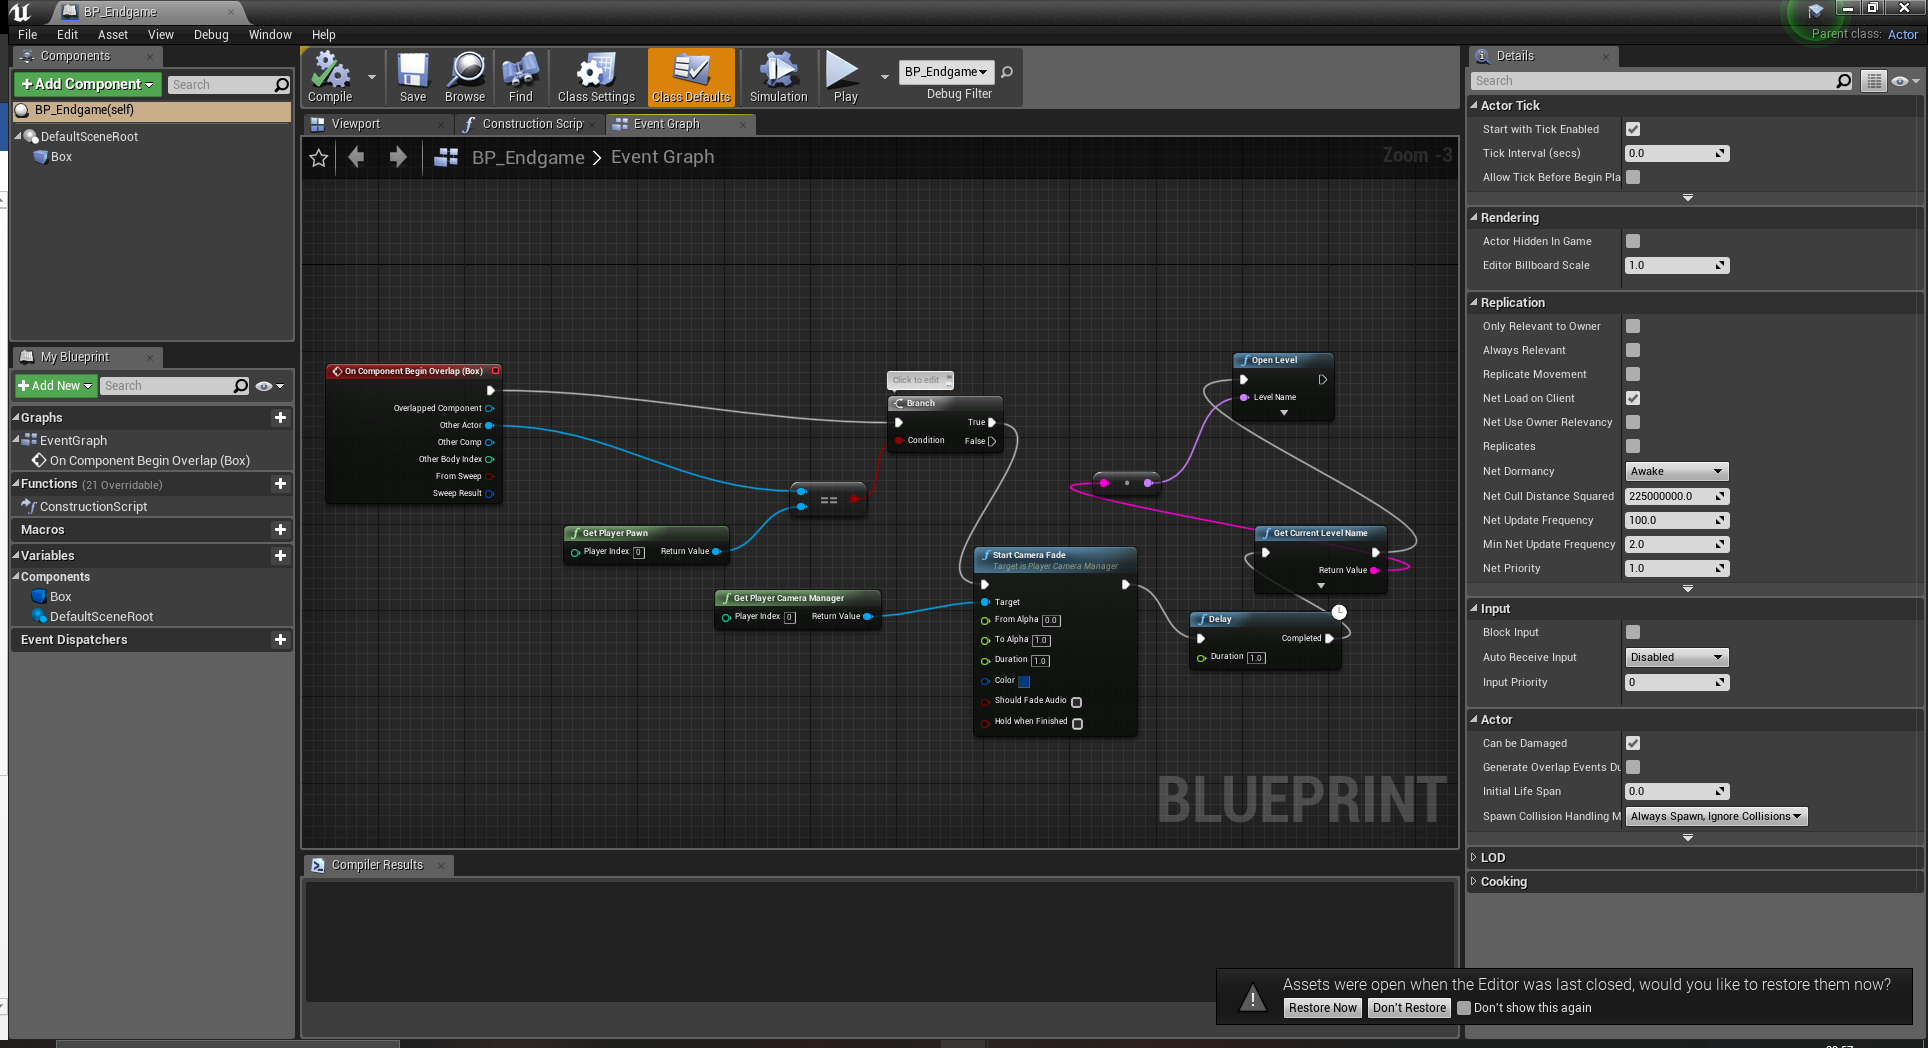 BP_Endgame
File Edit Asset View Debug Window Help
Parent class: Actor
Components
+Add Component
Search
BP_Endgame(self)
DefaultSceneRoot
Box
My Blueprint
+Add New
Search
Graphs
EventGraph
On Component Begin Overlap (Box)
Functions (21 Overridable)
ConstructionScript
Macros
Variables
Components
Box
DefaultSceneRoot
Event Dispatchers
Compile
Save
Browse
Find
Class Settings
Class Defaults
Simulation
Play
BP_Endgame
Debug Filter
Viewport
Construction Scrip
Event Graph
BP_Endgame > Event Graph
Zoom -3
On Component Begin Overlap (Box)
Overlapped Component
Other Actor
Other Comp
Other Body Index
From Sweep
Sweep Result
Get Player Pawn
Player Index 0
Return Value
==
Click to edit
Branch
True
Condition
False
Get Player Camera Manager
Player Index 0
Return Value
Start Camera Fade
Target is Player Camera Manager
Target
From Alpha 0.0
To Alpha 1.0
Duration 1.0
Color
Should Fade Audio
Hold when Finished
Open Level
Level Name
Get Current Level Name
Return Value
Delay
Completed
Duration 1.0
BLUEPRINT
Compiler Results
Details
Search
Actor Tick
Start with Tick Enabled
Tick Interval (secs) 0.0
Allow Tick Before Begin Pla
Rendering
Actor Hidden In Game
Editor Billboard Scale 1.0
Replication
Only Relevant to Owner
Always Relevant
Replicate Movement
Net Load on Client
Net Use Owner Relevancy
Replicates
Net Dormancy Awake
Net Cull Distance Squared 225000000.0
Net Update Frequency 100.0
Min Net Update Frequency 2.0
Net Priority 1.0
Input
Block Input
Auto Receive Input Disabled
Input Priority 0
Actor
Can be Damaged
Generate Overlap Events Du
Initial Life Span 0.0
Spawn Collision Handling M Always Spawn, Ignore Collisions
LOD
Cooking
Assets were open when the Editor was last closed, would you like to restore them now?
Restore Now
Don't Restore
Don't show this again